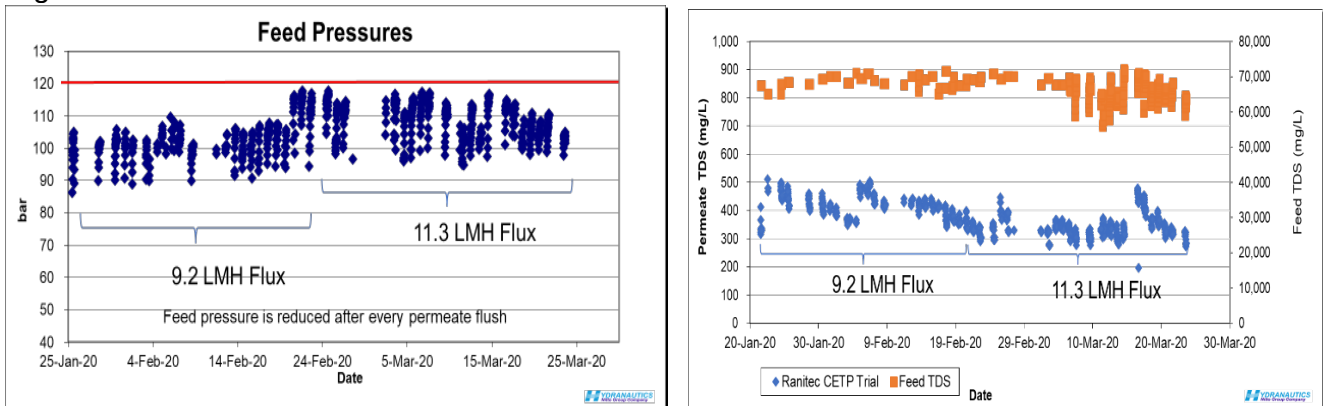 Feed Pressures
130
120
110
100
90
80
70
60
50
40
bar
11.3 LMH Flux
9.2 LMH Flux
Feed pressure is reduced after every permeate flush
25-Jan-20 4-Feb-20 14-Feb-20 24-Feb-20 5-Mar-20 15-Mar-20 25-Mar-20
Date
HYDRANAUTICS
Nitto Group Company
1,000
900
800
700
600
500
400
300
200
100
0
Permeate TDS (mg/L)
80,000
70,000
60,000
50,000
40,000
30,000
20,000
10,000
0
Feed TDS (mg/L)
9.2 LMH Flux
11.3 LMH Flux
20-Jan-20 30-Jan-20 9-Feb-20 19-Feb-20 29-Feb-20 10-Mar-20 20-Mar-20 30-Mar-20
Ranitec CETP Trial Feed TDS
Date
HYDRANAUTICS
Nitto Group Company